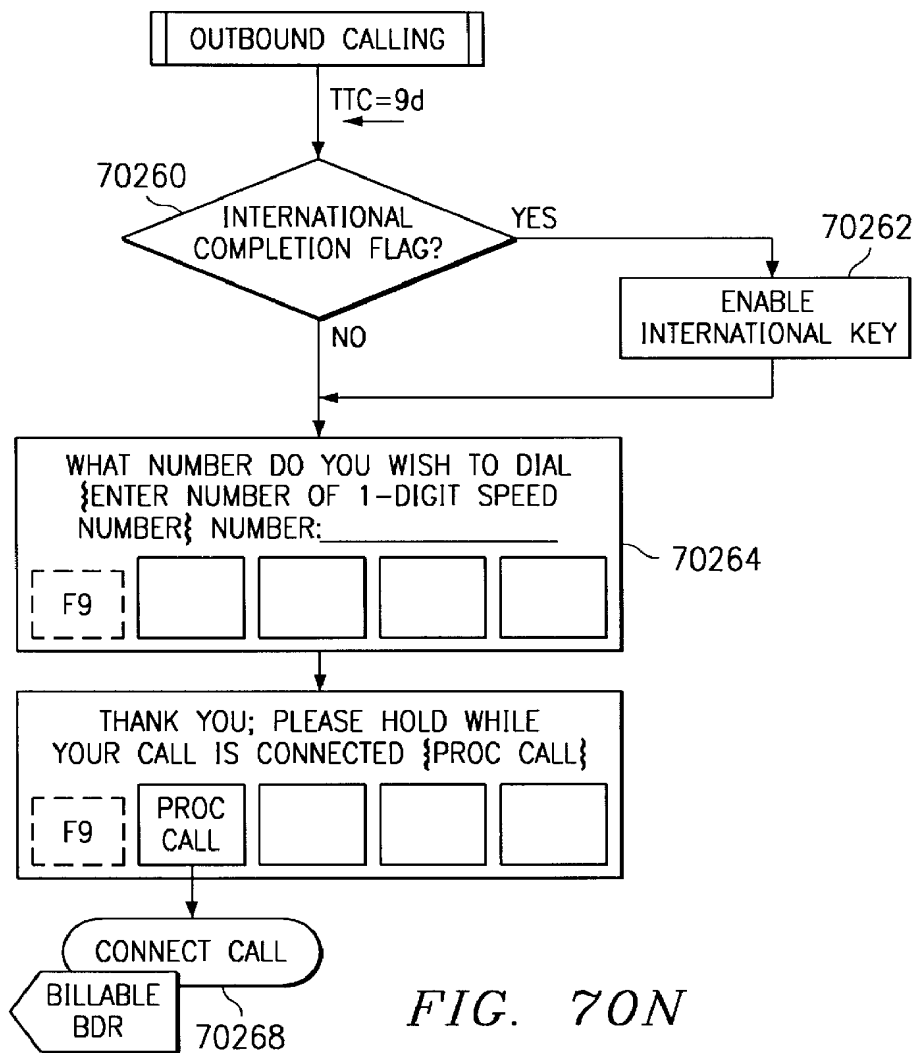 OUTBOUND CALLING
TTC=9d
70260
INTERNATIONAL
COMPLETION FLAG?
YES
70262
ENABLE
INTERNATIONAL KEY
NO
WHAT NUMBER DO YOU WISH TO DIAL
{ENTER NUMBER OF 1-DIGIT SPEED
NUMBER} NUMBER:
70264
F9
THANK YOU; PLEASE HOLD WHILE
YOUR CALL IS CONNECTED {PROC CALL}
F9
PROC
CALL
CONNECT CALL
BILLABLE
BDR
70268
FIG. 70N